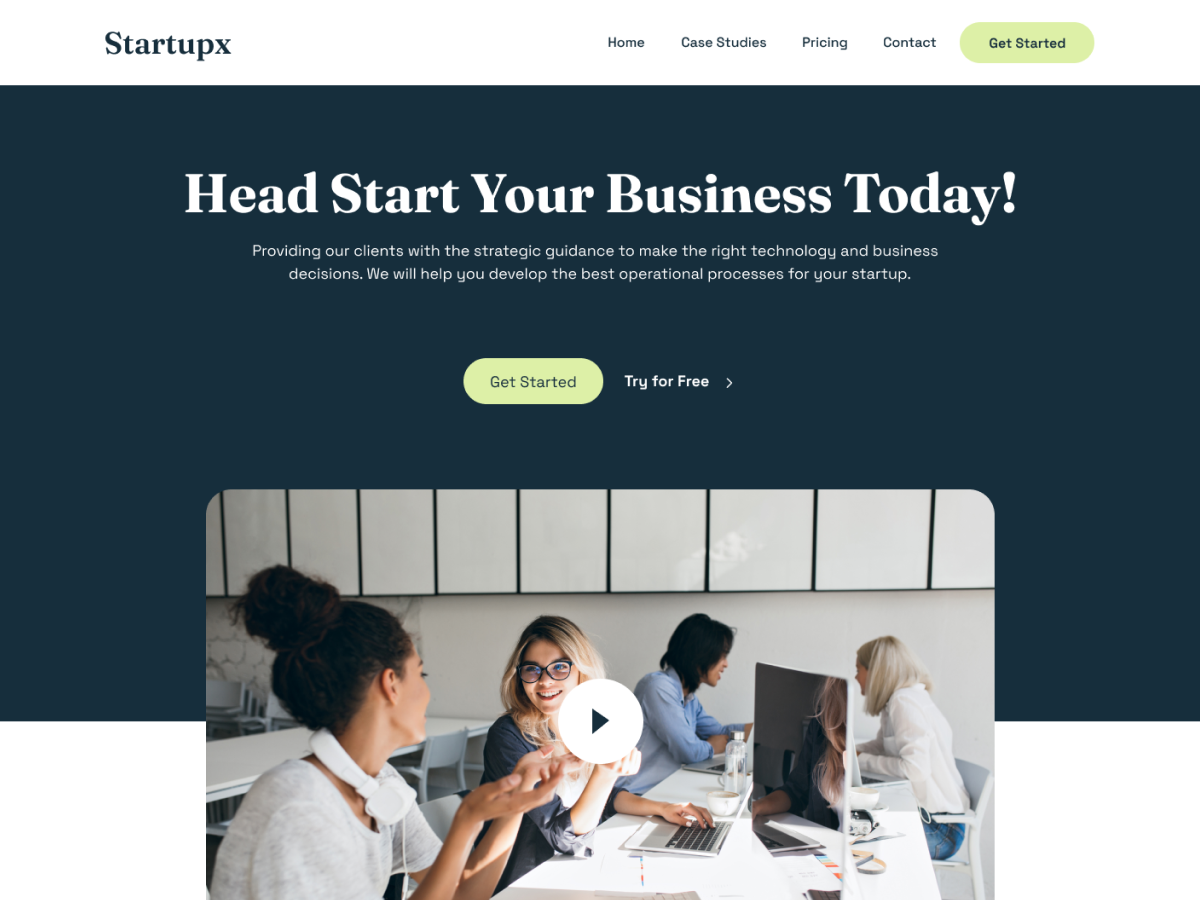 Startupx
Home
Case Studies
Pricing
Contact
Get Started
Head Start Your Business Today!
Providing our clients with the strategic guidance to make the right technology and business
decisions. We will help you develop the best operational processes for your startup.
Get Started
Try for Free